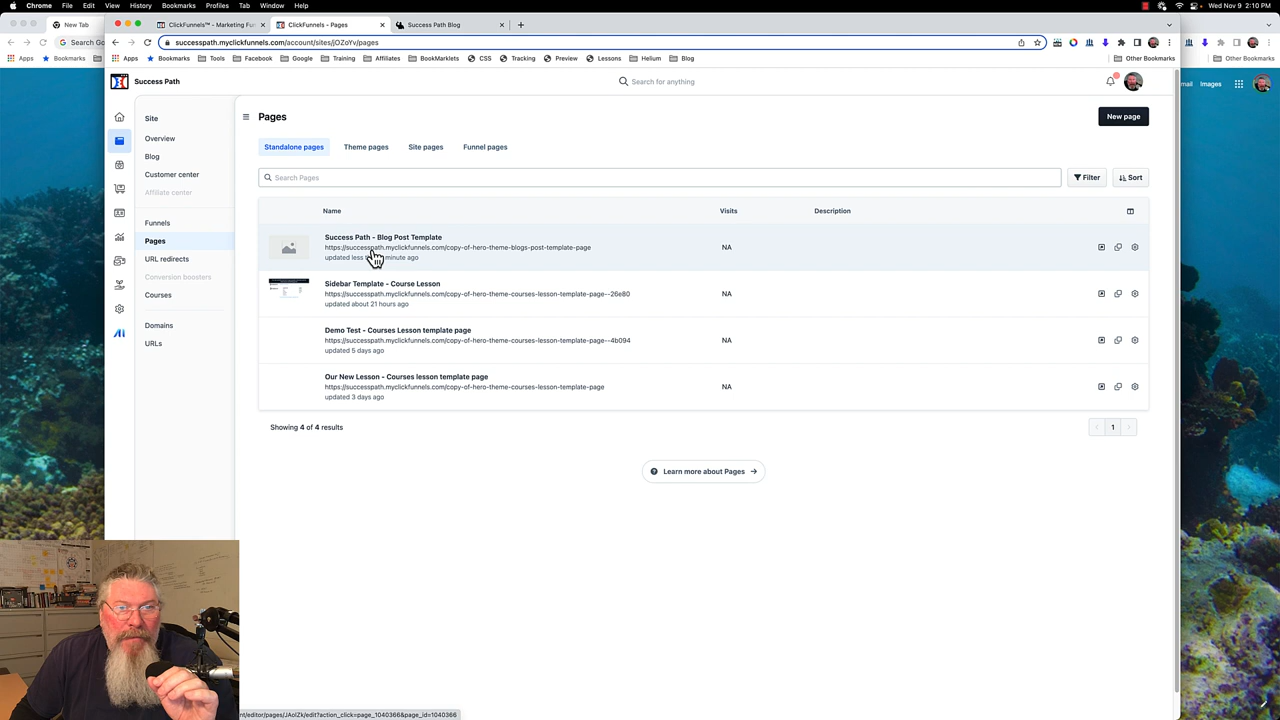 Chrome File Edit View History Bookmarks Profiles Tab Window Help
Wed Nov 9 2:10 PM
New Tab
ClickFunnels™ - Marketing Fu
ClickFunnels - Pages
Success Path Blog
Search Go
successpath.myclickfunnels.com/account/sites/jOZoYv/pages
Apps Bookmarks
Apps Bookmarks Tools Facebook Google Training Affiliates BookMarklets CSS Tracking Preview Lessons Helium Blog Other Bookmarks
Other Bookmarks
Success Path
Search for anything
mail Images
Site
Overview
Blog
Customer center
Affiliate center
Funnels
Pages
URL redirects
Conversion boosters
Courses
Domains
URLs
Pages
New page
Standalone pages Theme pages Site pages Funnel pages
Search Pages
Filter
Sort
Name Visits Description
Success Path - Blog Post Template
https://successpath.myclickfunnels.com/copy-of-hero-theme-blogs-post-template-page
updated less minute ago
NA
Sidebar Template - Course Lesson
https://successpath.myclickfunnels.com/copy-of-hero-theme-courses-lesson-template-page--26e80
updated about 21 hours ago
NA
Demo Test - Courses Lesson template page
https://successpath.myclickfunnels.com/copy-of-hero-theme-courses-lesson-template-page--4b094
updated 5 days ago
NA
Our New Lesson - Courses lesson template page
https://successpath.myclickfunnels.com/copy-of-hero-theme-courses-lesson-template-page
updated 3 days ago
NA
Showing 4 of 4 results
1
Learn more about Pages
nt/editor/pages/JAolZk/edit?action_click=page_1040366&page_id=1040366